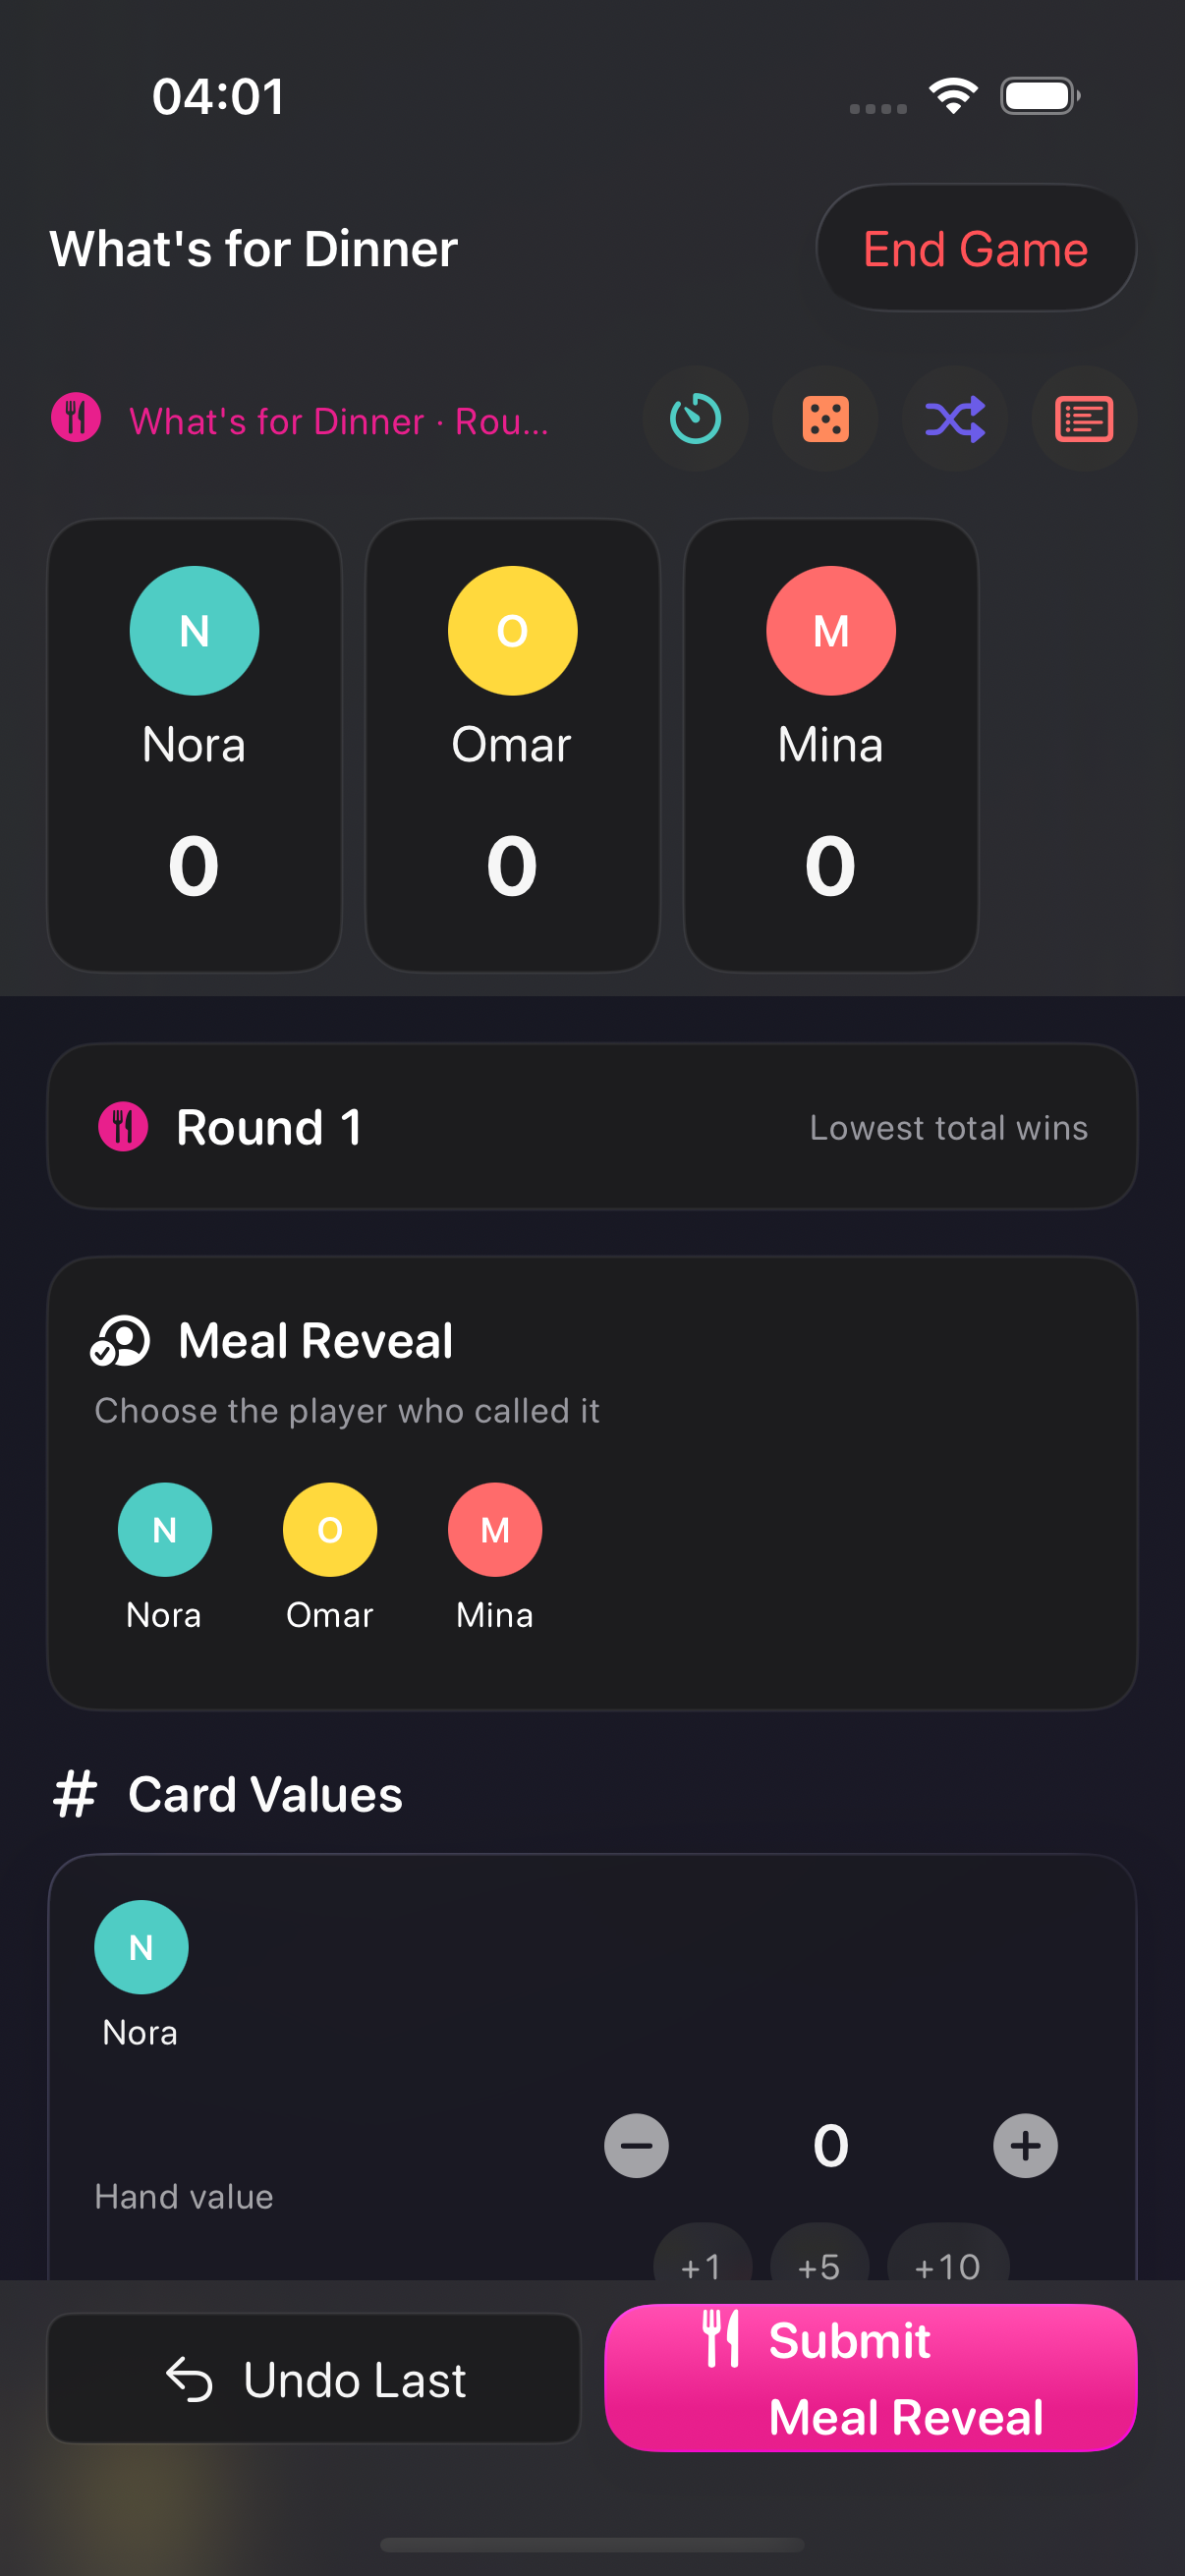 04:01
What's for Dinner
End Game
What's for Dinner · Rou...
N
O
M
Nora
Omar
Mina
0
0
0
Round 1
Lowest total wins
Meal Reveal
Choose the player who called it
N
O
M
Nora
Omar
Mina
# Card Values
N
Nora
0
Hand value
+1
+5
+10
Undo Last
Submit
Meal Reveal